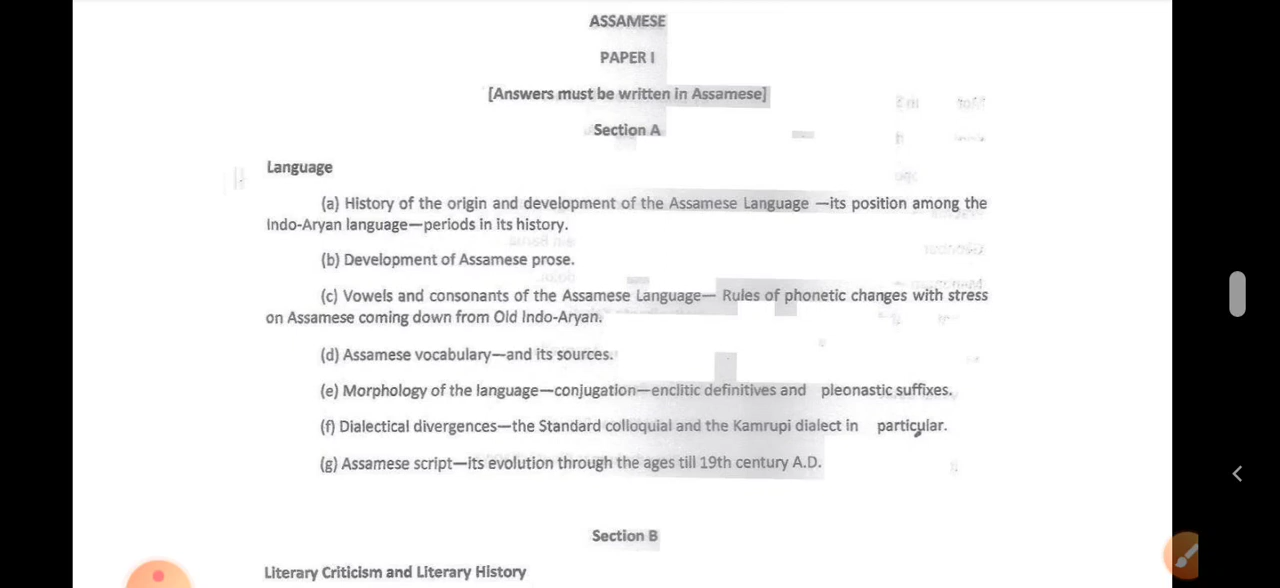 ASSAMESE
PAPER I
[Answers must be written in Assamese]
Section A
Language
(a) History of the origin and development of the Assamese Language —its position among the
Indo-Aryan language—periods in its history.
(b) Development of Assamese prose.
(c) Vowels and consonants of the Assamese Language— Rules of phonetic changes with stress
on Assamese coming down from Old Indo-Aryan.
(d) Assamese vocabulary—and its sources.
(e) Morphology of the language—conjugation—enclitic definitives and pleonastic suffixes.
(f) Dialectical divergences—the Standard colloquial and the Kamrupi dialect in particular.
(g) Assamese script—its evolution through the ages till 19th century A.D.
Section B
Literary Criticism and Literary History